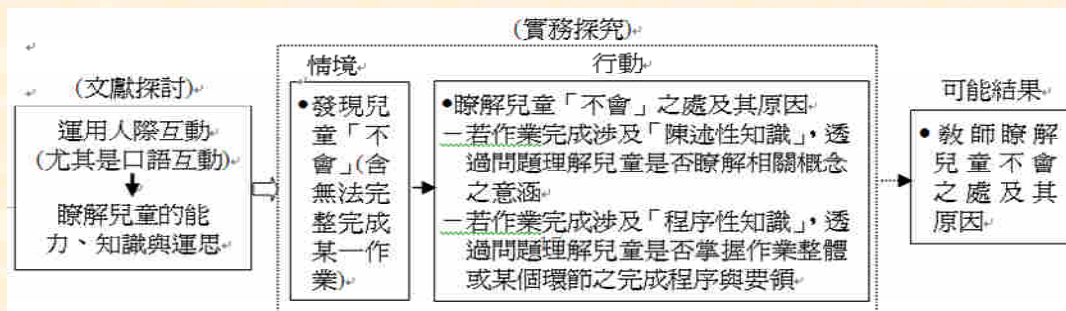 (實務探究)
(文獻探討)
運用人際互動
(尤其是口語互動)
瞭解兒童的能
力、知識與運思
情境
•發現兒
童「不
會」(含
無法完
整完成
某一作
業)
行動
•瞭解兒童「不會」之處及其原因
－若作業完成涉及「陳述性知識」，透
過問題理解兒童是否瞭解相關概念
之意涵
－若作業完成涉及「程序性知識」，透
過問題理解兒童是否掌握作業整體
或某個環節之完成程序與要領
可能結果
•教師瞭解
兒童不會
之處及其
原因